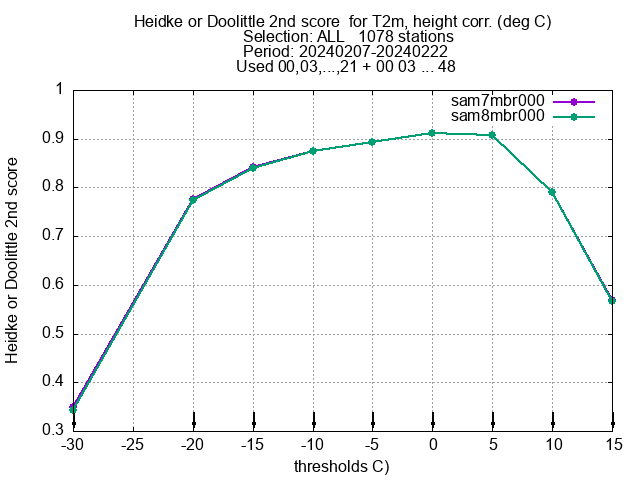 Heidke or Doolittle 2nd score  for T2m, height corr. (deg C)
Selection: ALL   1078 stations
Period: 20240207-20240222
Used 00,03,...,21 + 00 03 ... 48
sam7mbr000
sam8mbr000
Heidke or Doolittle 2nd score
1
0.9
0.8
0.7
0.6
0.5
0.4
0.3
-30 -25 -20 -15 -10 -5 0 5 10 15
thresholds C)